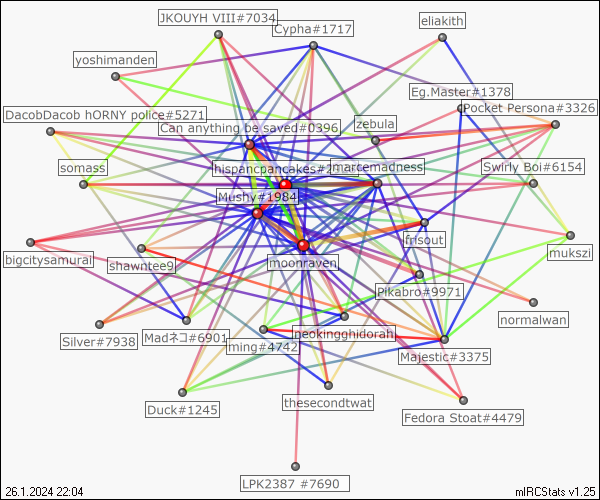 JKOUYH VIII#7034
Cypha#1717
eliakith
yoshimanden
Eg.Master#1378
Pocket Persona#3326
DacobDacob hORNY police#5271
Can anything be saved#0396
zebula
somass
hispancpancakes#2
marcemadness
Swirly Boi#6154
Mushy#1984
frisout
mukszi
bigcitysamurai
shawntee9
moonraven
Pikabro#9971
normalwan
Silver#7938
Madネコ#6901
ming#4742
neokingghidorah
Majestic#3375
Duck#1245
thesecondtwat
Fedora Stoat#4479
LPK2387 #7690
26.1.2024 22:04
mIRCStats v1.25